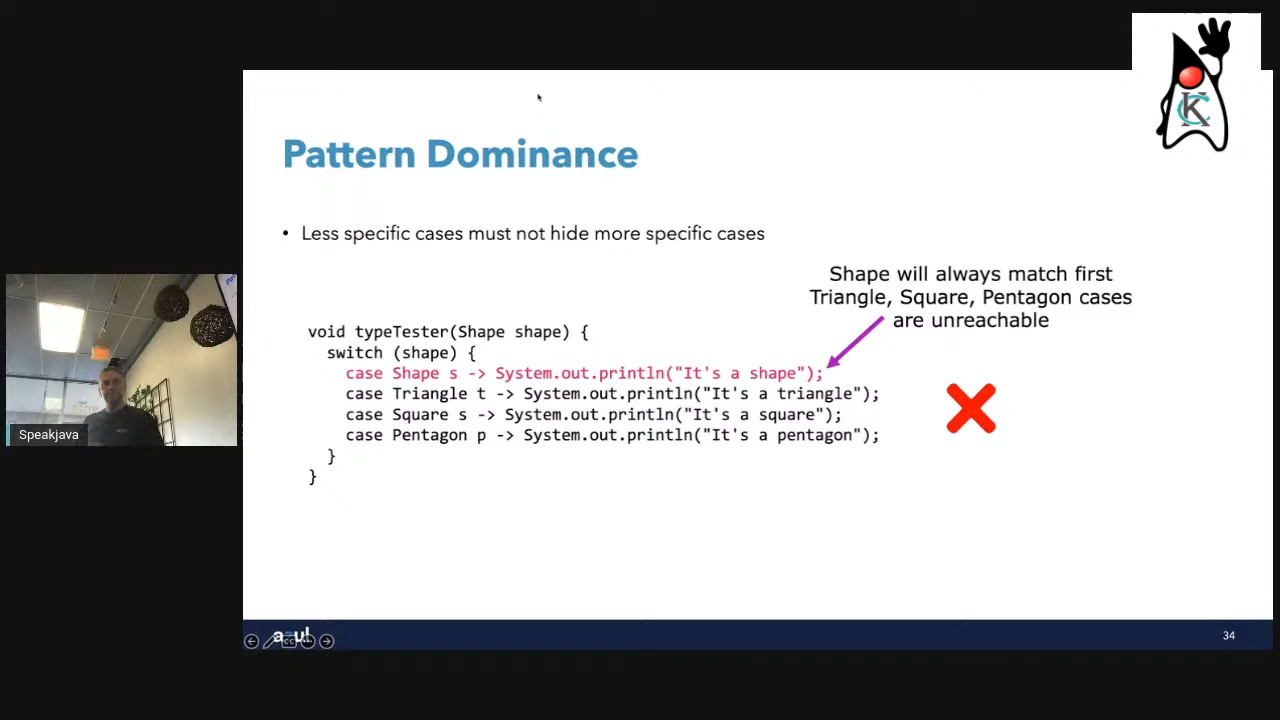 Pattern Dominance
• Less specific cases must not hide more specific cases
Shape will always match first
Triangle, Square, Pentagon cases
are unreachable
void typeTester(Shape shape) {
switch (shape) {
case Shape s -> System.out.println("It's a shape");
case Triangle t -> System.out.println("It's a triangle");
case Square s -> System.out.println("It's a square");
case Pentagon p -> System.out.println("It's a pentagon");
}
}
Speakjava
azul
34
KC